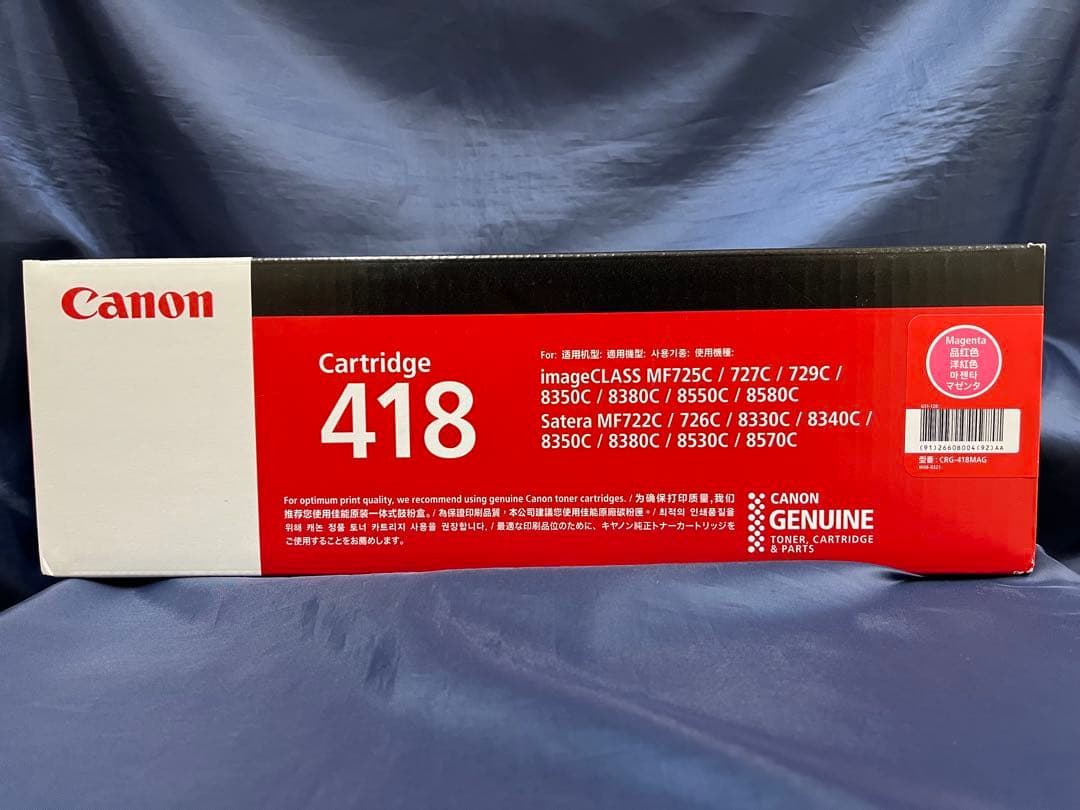 Canon
Cartridge
418
For: 适用机型: 適用機型: 사용기종: 使用機種:
imageCLASS MF725C / 727C / 729C /
8350C / 8380C / 8550C / 8580C
Satera MF722C / 726C / 8330C / 8340C /
8350C / 8380C / 8530C / 8570C
For optimum print quality, we recommend using genuine Canon toner cartridges. / 为确保打印质量,我们
推荐您使用佳能原装一体式鼓粉盒。/ 為保證印刷品質，本公司建議您使用佳能原廠碳粉匣。/ 최적의 인쇄품질을
위해 캐논 정품 토너 카트리지 사용을 권장합니다. / 最適な印刷品位のために、キヤノン純正トナーカートリッジを
ご使用することをお薦めします。
CANON
GENUINE
TONER, CARTRIDGE
& PARTS
Magenta
品红色
洋紅色
마젠타
マゼンタ
(91)2660B004(92)AA
型番 : CRG-418MAG